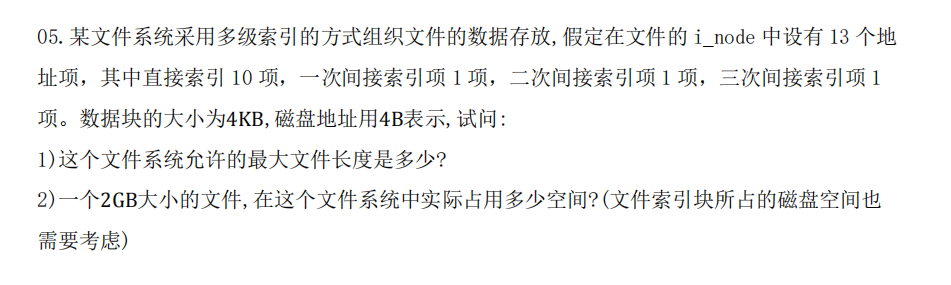 05.某文件系统采用多级索引的方式组织文件的数据存放,假定在文件的 i_node 中设有 13 个地
址项，其中直接索引 10 项，一次间接索引项 1 项，二次间接索引项 1 项，三次间接索引项 1
项。数据块的大小为4KB,磁盘地址用4B表示,试问:
1)这个文件系统允许的最大文件长度是多少?
2)一个2GB大小的文件,在这个文件系统中实际占用多少空间?(文件索引块所占的磁盘空间也
需要考虑)